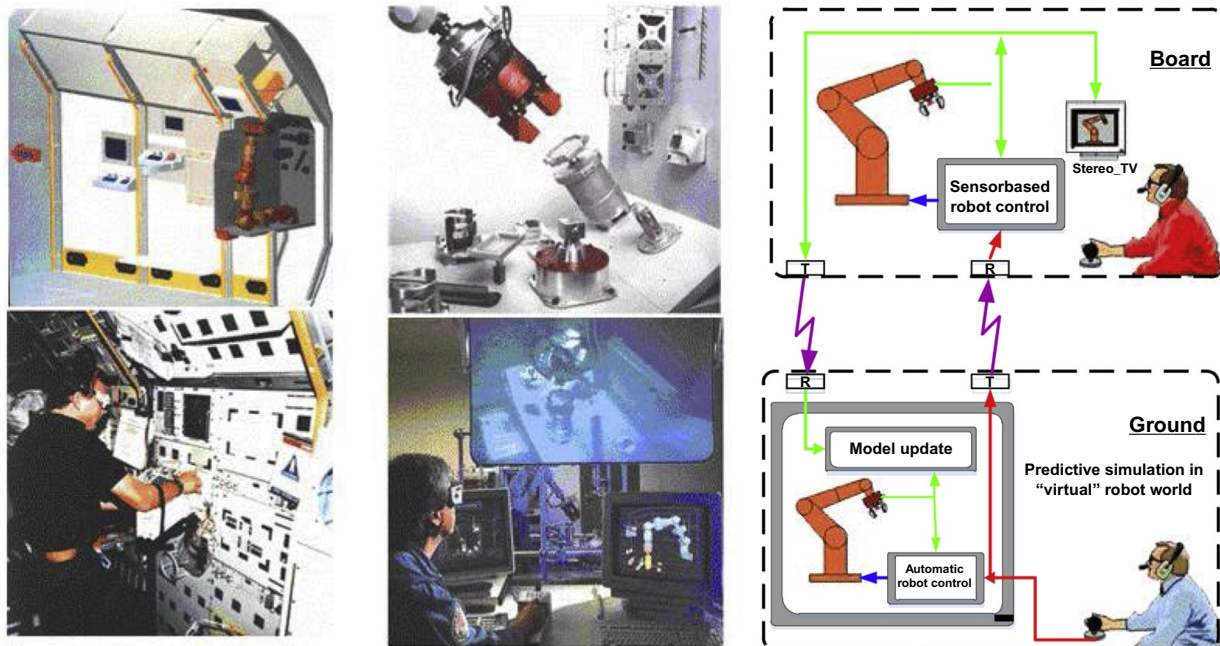 Board
Stereo_TV
Sensorbased
robot control
T
R
R
T
Ground
Model update
Predictive simulation in
"virtual" robot world
Automatic
robot control